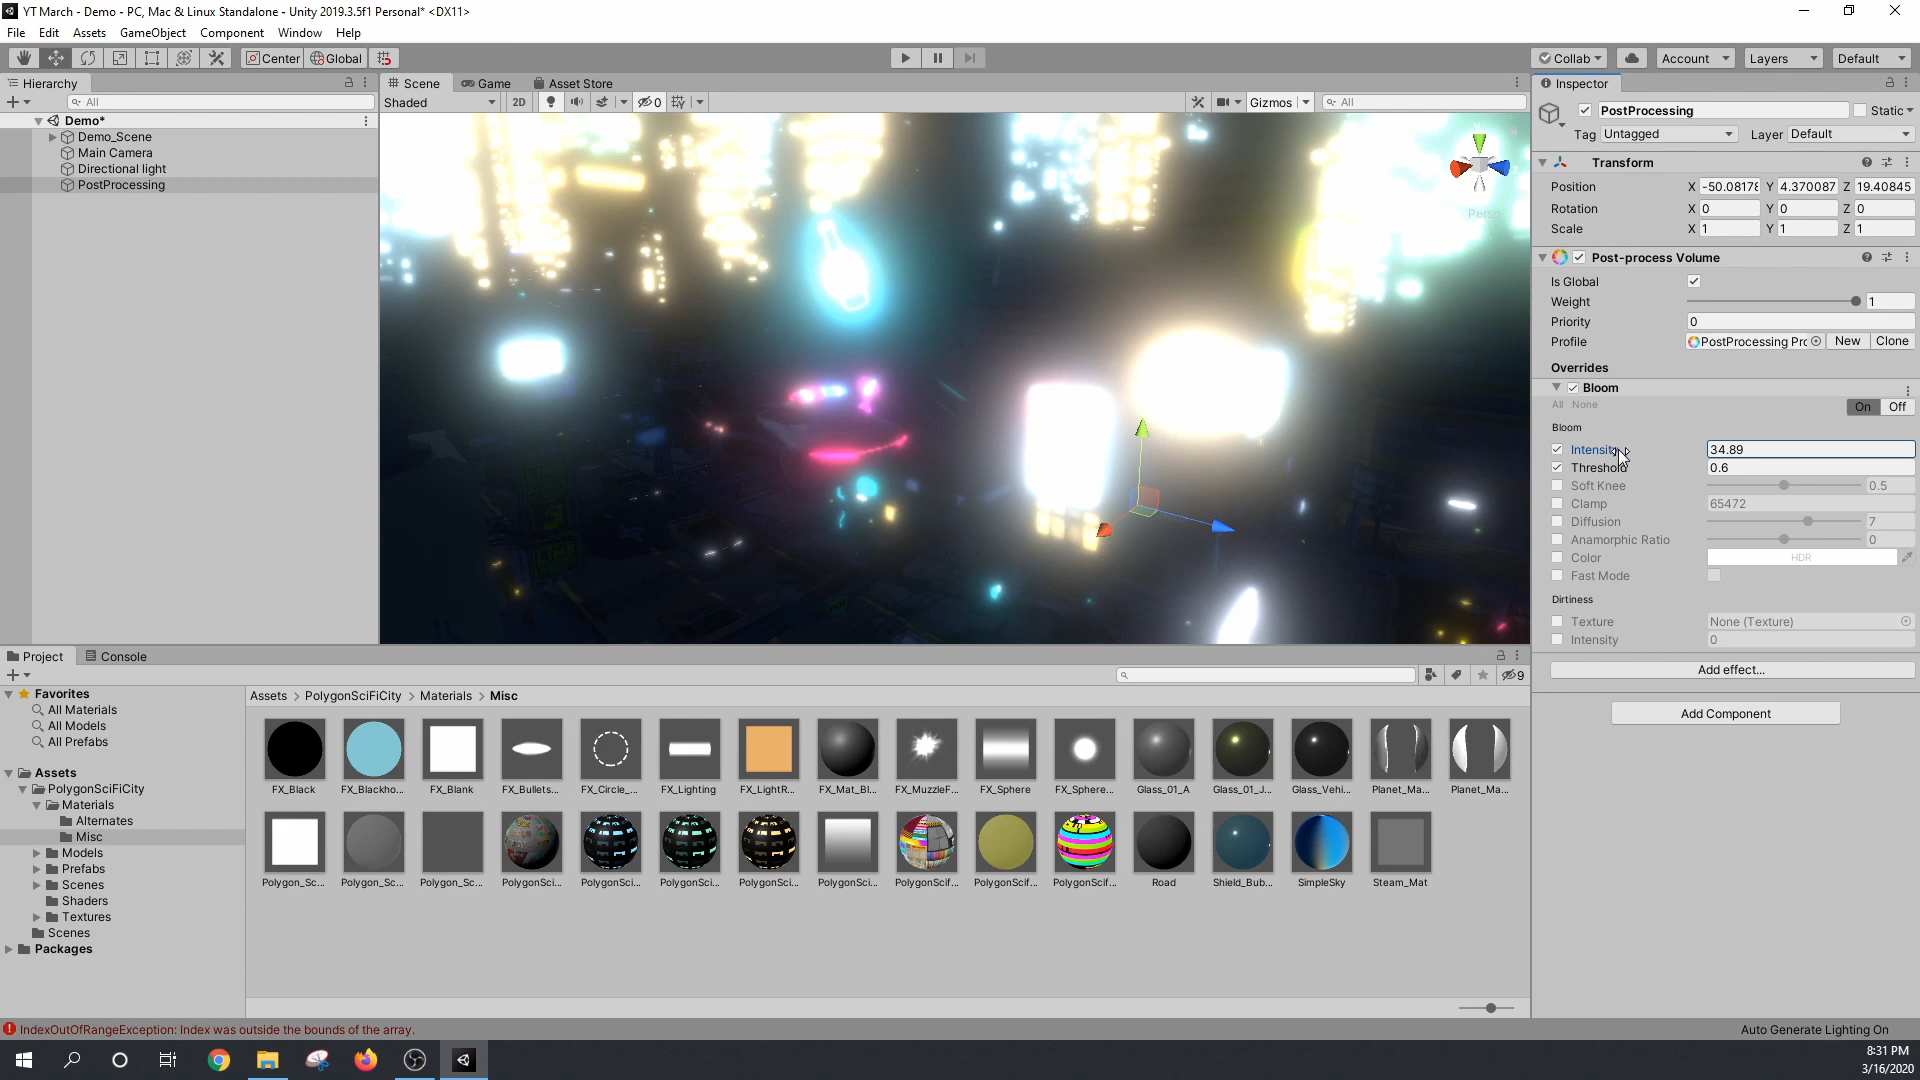 YT March - Demo - PC, Mac & Linux Standalone - Unity 2019.3.5f1 Personal* <DX11>
File Edit Assets GameObject Component Window Help
Center Global Collab Account Layers Default
Hierarchy
All
Demo*
Demo_Scene
Main Camera
Directional light
PostProcessing
Scene Game Asset Store
Shaded 2D 0 Gizmos All
Persp
Inspector
PostProcessing Static
Tag Untagged Layer Default
Transform
Position X -50.08178 Y 4.370087 Z 19.40845
Rotation X 0 Y 0 Z 0
Scale X 1 Y 1 Z 1
Post-process Volume
Is Global
Weight 1
Priority 0
Profile PostProcessing Prc New Clone
Overrides
Bloom
All None On Off
Bloom
Intensity 34.89
Threshold 0.6
Soft Knee 0.5
Clamp 65472
Diffusion 7
Anamorphic Ratio 0
Color HDR
Fast Mode
Dirtiness
Texture None (Texture)
Intensity 0
Add effect...
Add Component
Project Console
9
Favorites
All Materials
All Models
All Prefabs
Assets
PolygonSciFiCity
Materials
Alternates
Misc
Models
Prefabs
Scenes
Shaders
Textures
Scenes
Packages
Assets > PolygonSciFiCity > Materials > Misc
FX_Black FX_Blackho... FX_Blank FX_Bullets... FX_Circle_... FX_Lighting FX_LightR... FX_Mat_Bl... FX_MuzzleF... FX_Sphere FX_Sphere... Glass_01_A Glass_01_J... Glass_Vehi... Planet_Ma... Planet_Ma...
Polygon_Sc... Polygon_Sc... Polygon_Sc... PolygonSci... PolygonSci... PolygonSci... PolygonSci... PolygonSci... PolygonScif... PolygonScif... PolygonScif... Road Shield_Bub... SimpleSky Steam_Mat
IndexOutOfRangeException: Index was outside the bounds of the array.
Auto Generate Lighting On
8:31 PM
3/16/2020